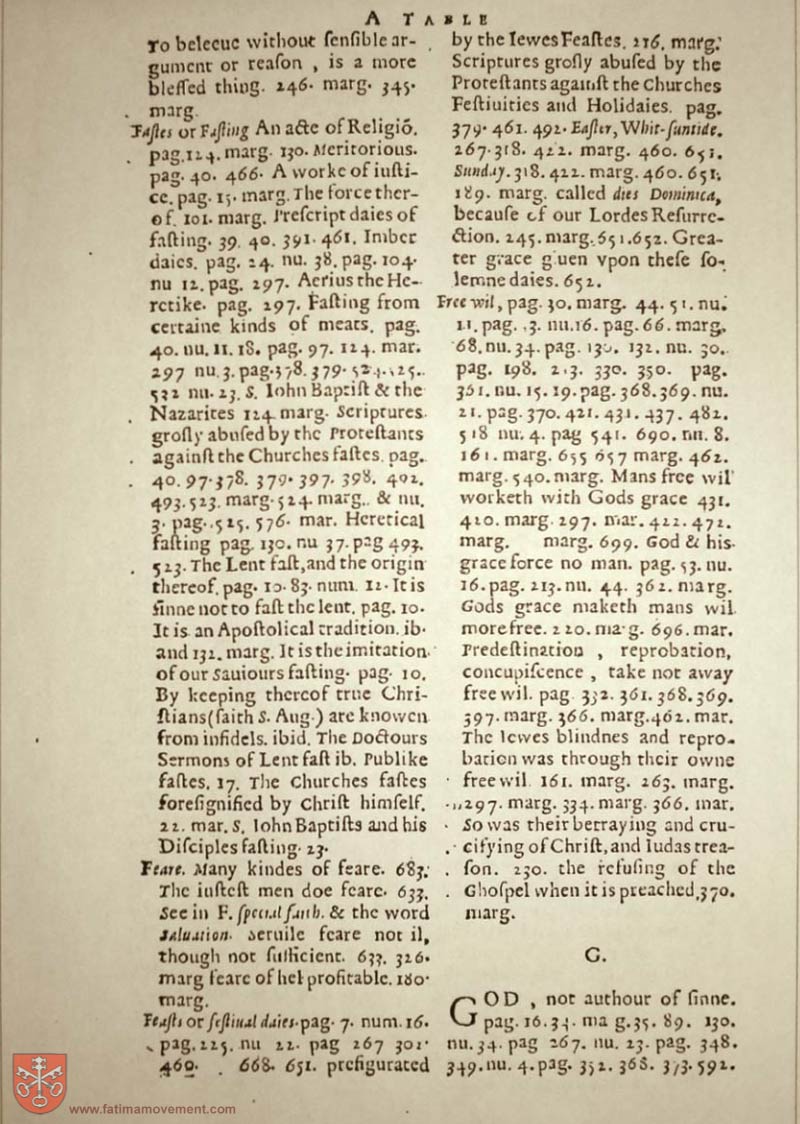 A TABLE
To beleeue without ſenſible ar-
gument or reaſon , is a more
bleſſed thing. 246. marg. 345.
marg.
Faſtes or Faſting An acte of Religiō.
pag.124. marg. 130. Meritorious.
pag. 40. 466. A worke of iuſti-
ce. pag. 15. marg. The force ther-
of. 101. marg. Preſcript daies of
faſting. 39. 40. 391. 461. Imber
daies. pag. 24. nu. 38. pag. 104.
nu 12. pag. 297. Aerius the He-
retike. pag. 297. Faſting from
certaine kinds of meats. pag.
40. nu. 11. 18. pag. 97. 124. mar.
297 nu. 3. pag. 378. 379.
532 nu. 23. S. Iohn Baptiſt & the
Nazarites 124 marg. Scriptures
groſly abuſed by the Proteſtants
againſt the Churches faſtes. pag.
40. 97. 378. 379. 397. 398. 402.
493. 523. marg. 524. marg. & nu.
3. pag. 525. 576. mar. Heretical
faſting pag. 130. nu 37. pag 493.
523. The Lent faſt, and the origin
thereof. pag. 10. 83. num. 12. It is
ſinne not to faſt the lent. pag. 10.
It is an Apoſtolical tradition. ib.
and 132. marg. It is the imitation
of our Sauiours faſting. pag. 10.
By keeping thereof true Chri-
ſtians (ſaith S. Aug.) are knowen
from infidels. ibid. The Doctours
Sermons of Lent faſt ib. Publike
faſtes. 17. The Churches faſtes
foreſignified by Chriſt himſelf.
22. mar. S. Iohn Baptiſts and his
Diſciples faſting. 23.
Feare. Many kindes of feare. 683.
The iuſteſt men doe feare. 633.
See in F. ſpecial faith. & the word
ſaluation. Seruile feare not il,
though not ſufficient. 633. 326.
marg feare of hel profitable. 180.
marg.
Feaſts or feſtiual daies. pag. 7. num. 16.
pag. 225. nu 22. pag 267 301.
460. 668. 651. prefigurated
by the Iewes Feaſtes. 216. marg.
Scriptures groſly abuſed by the
Proteſtants againſt the Churches
Feſtiuities and Holidaies. pag.
379. 461. 492. Eaſter, Whit-ſuntide.
267. 318. 422. marg. 460. 651.
Sunday. 318. 422. marg. 460. 651.
189. marg. called dies Dominica,
becauſe of our Lordes Reſurre-
ction. 245. marg. 651. 652. Grea-
ter grace giuen vpon theſe ſo-
lemne daies. 652.
Free wil, pag. 30. marg. 44. 51. nu.
11. pag. nu. 16. pag. 66. marg.
68. nu. 34. pag. 130. 132. nu. 30.
pag. 198. 213. 330. 350. pag.
361. nu. 15. 19. pag. 368. 369. nu.
21. pag. 370. 421. 431. 437. 482.
518 nu. 4. pag 541. 690. nu. 8.
161. marg. 655 657 marg. 462.
marg. 540. marg. Mans free wil
worketh with Gods grace 431.
410. marg 297. mar. 422. 472.
marg. marg. 699. God & his
grace force no man. pag. 53. nu.
16. pag. 213. nu. 44. 362. marg.
Gods grace maketh mans wil
more free. 220. marg. 696. mar.
Predeſtination , reprobation,
concupiſcence , take not away
free wil. pag 332. 361. 368. 369.
397. marg. 366. marg. 462. mar.
The Iewes blindnes and repro-
bation was through their owne
free wil 161. marg. 263. marg.
297. marg. 334. marg. 366. mar.
So was their betraying and cru-
cifying of Chriſt, and Iudas trea-
ſon. 230. the refuſing of the
Ghoſpel when it is preached, 370.
marg.
G.
GOD , not authour of ſinne.
pag. 16. 34. marg. 35. 89. 130.
nu. 34. pag 267. nu. 23. pag. 348.
349. nu. 4. pag. 352. 368. 373. 592.
www.fatimamovement.com